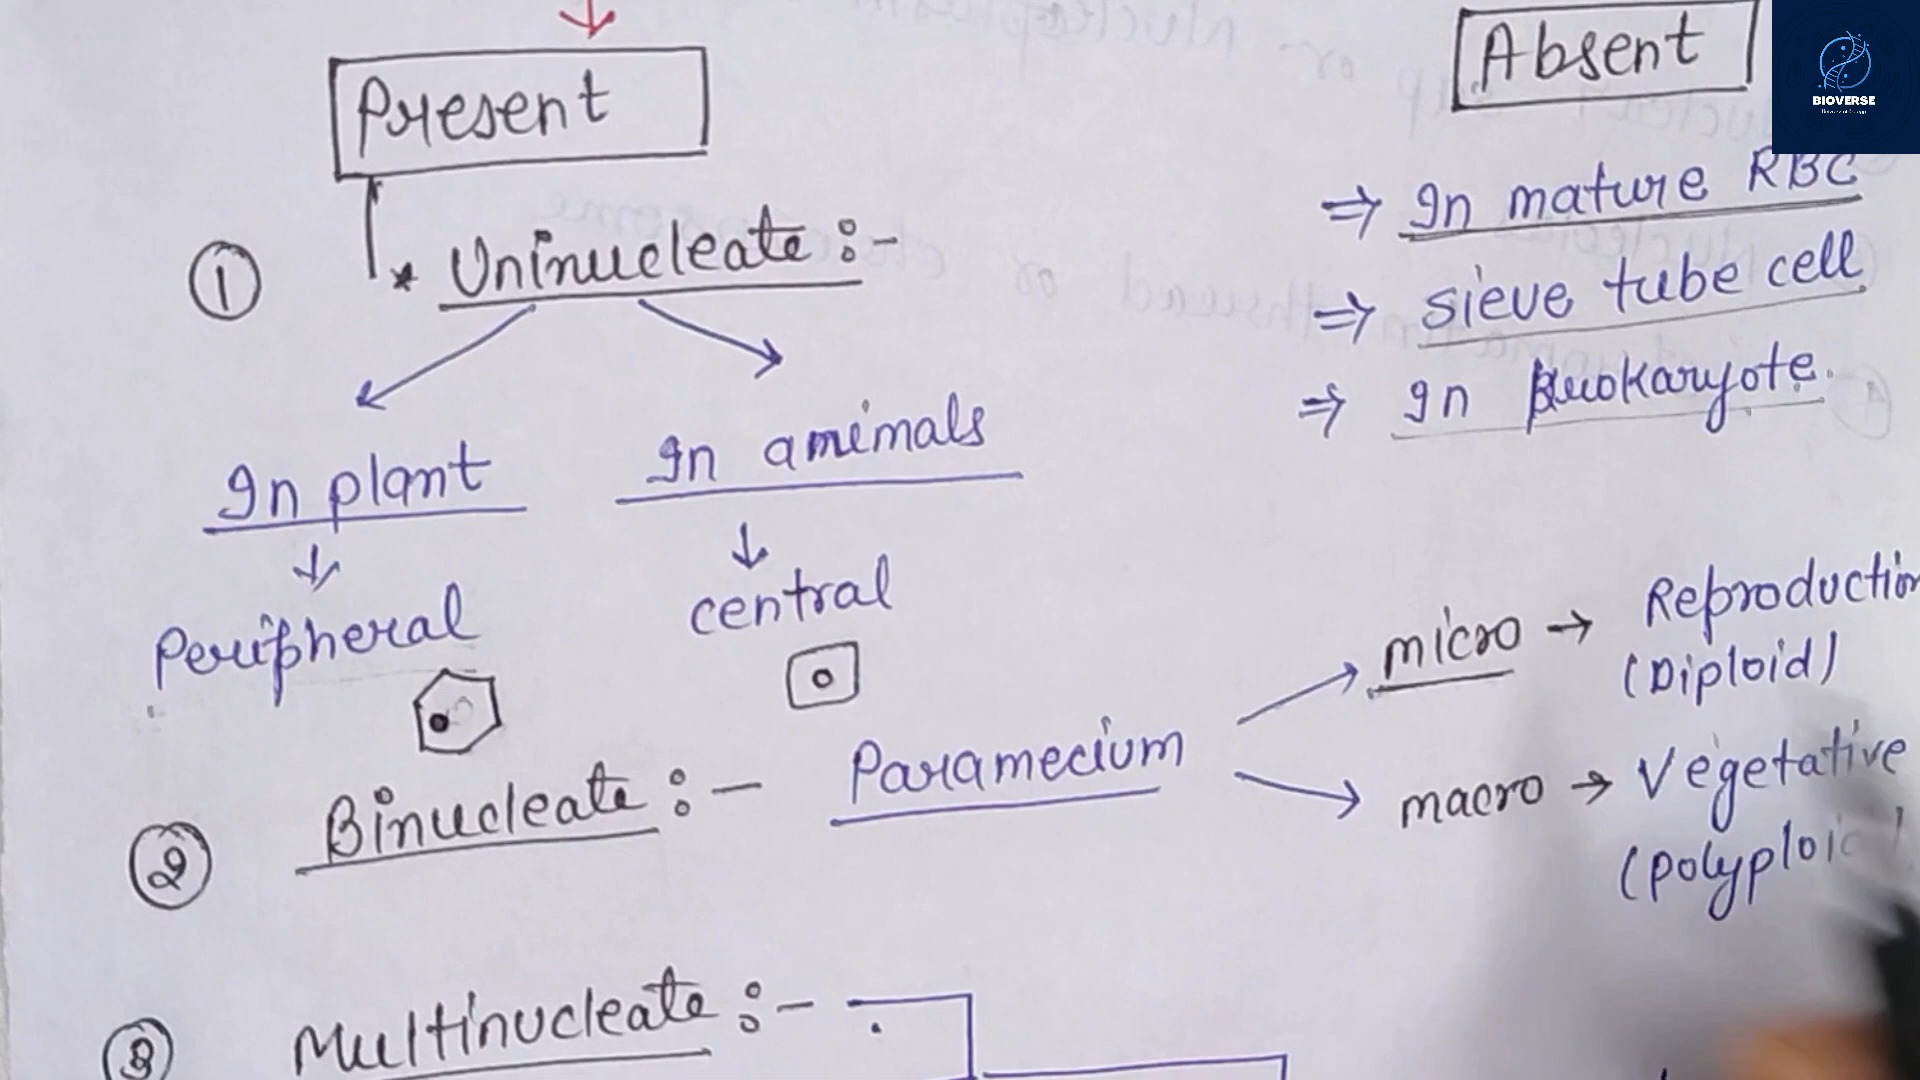 Present
Absent
BIOVERSE
⇒ In mature RBC
① * Uninucleate :-
⇒ sieve tube cell
⇒ In
In plant
In animals
Peripheral
central
micro → Reproduction
(Diploid)
② Binucleate :- Paramecium
macro → Vegetative
(Polyploid)
③ Multinucleate :-